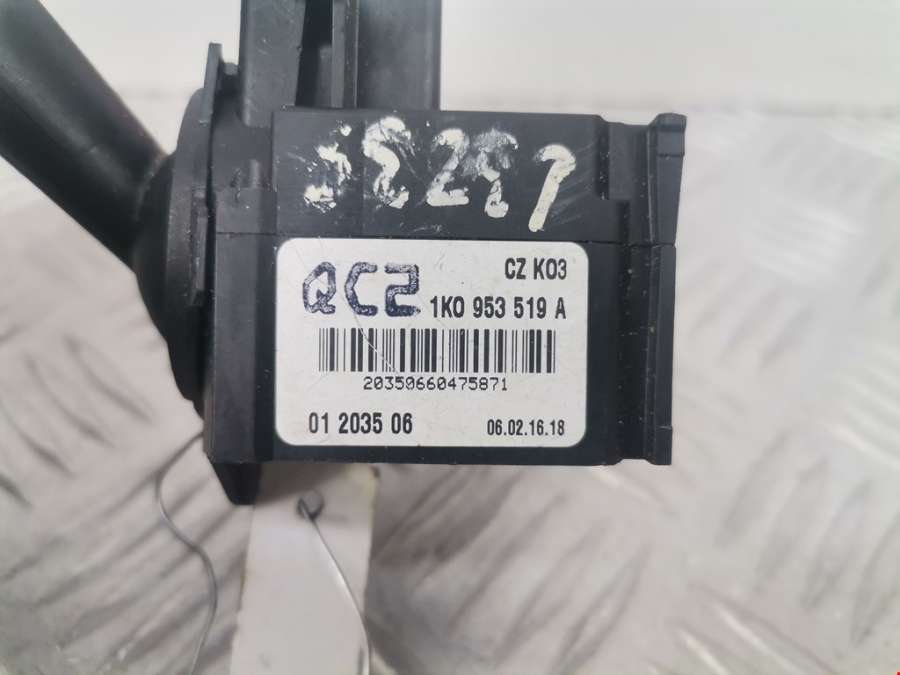 CZ K03
QC2
1K0 953 519 A
20350660475871
01 2035 06
06.02.16.18